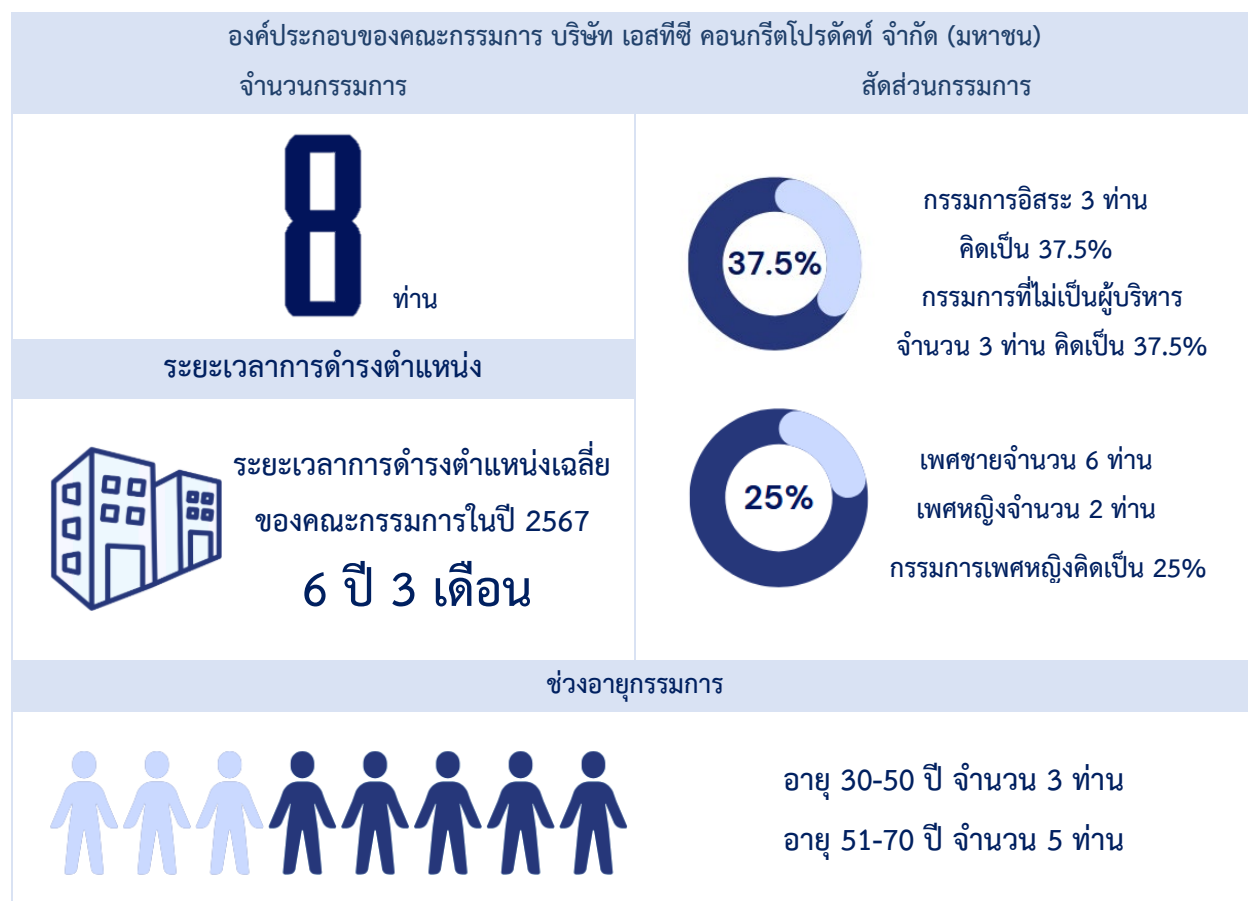 องค์ประกอบของคณะกรรมการ บริษัท เอสทีซี คอนกรีตโปรดัคท์ จำกัด (มหาชน)
จำนวนกรรมการ
สัดส่วนกรรมการ
8 ท่าน
37.5%
กรรมการอิสระ 3 ท่าน
คิดเป็น 37.5%
กรรมการที่ไม่เป็นผู้บริหาร
จำนวน 3 ท่าน คิดเป็น 37.5%
ระยะเวลาการดำรงตำแหน่ง
ระยะเวลาการดำรงตำแหน่งเฉลี่ย
ของคณะกรรมการในปี 2567
6 ปี 3 เดือน
25%
เพศชายจำนวน 6 ท่าน
เพศหญิงจำนวน 2 ท่าน
กรรมการเพศหญิงคิดเป็น 25%
ช่วงอายุกรรมการ
อายุ 30-50 ปี จำนวน 3 ท่าน
อายุ 51-70 ปี จำนวน 5 ท่าน